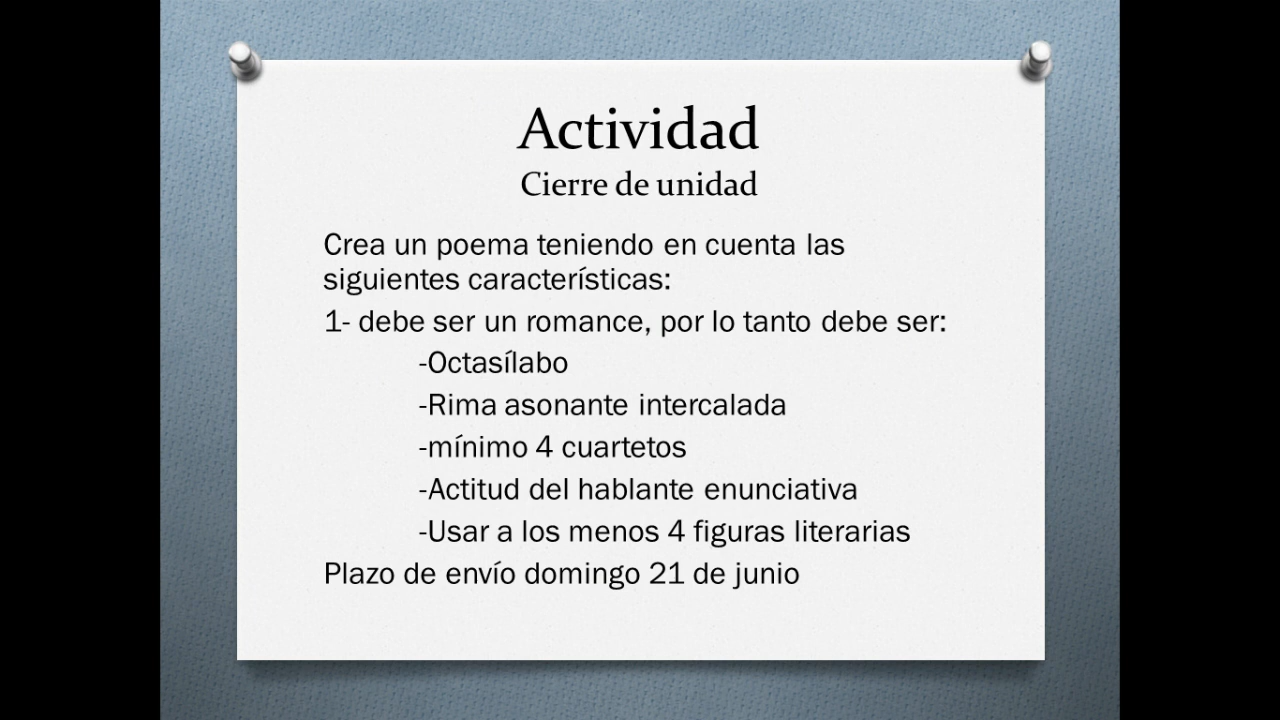 Actividad
Cierre de unidad
Crea un poema teniendo en cuenta las
siguientes características:
1- debe ser un romance, por lo tanto debe ser:
-Octasílabo
-Rima asonante intercalada
-mínimo 4 cuartetos
-Actitud del hablante enunciativa
-Usar a los menos 4 figuras literarias
Plazo de envío domingo 21 de junio